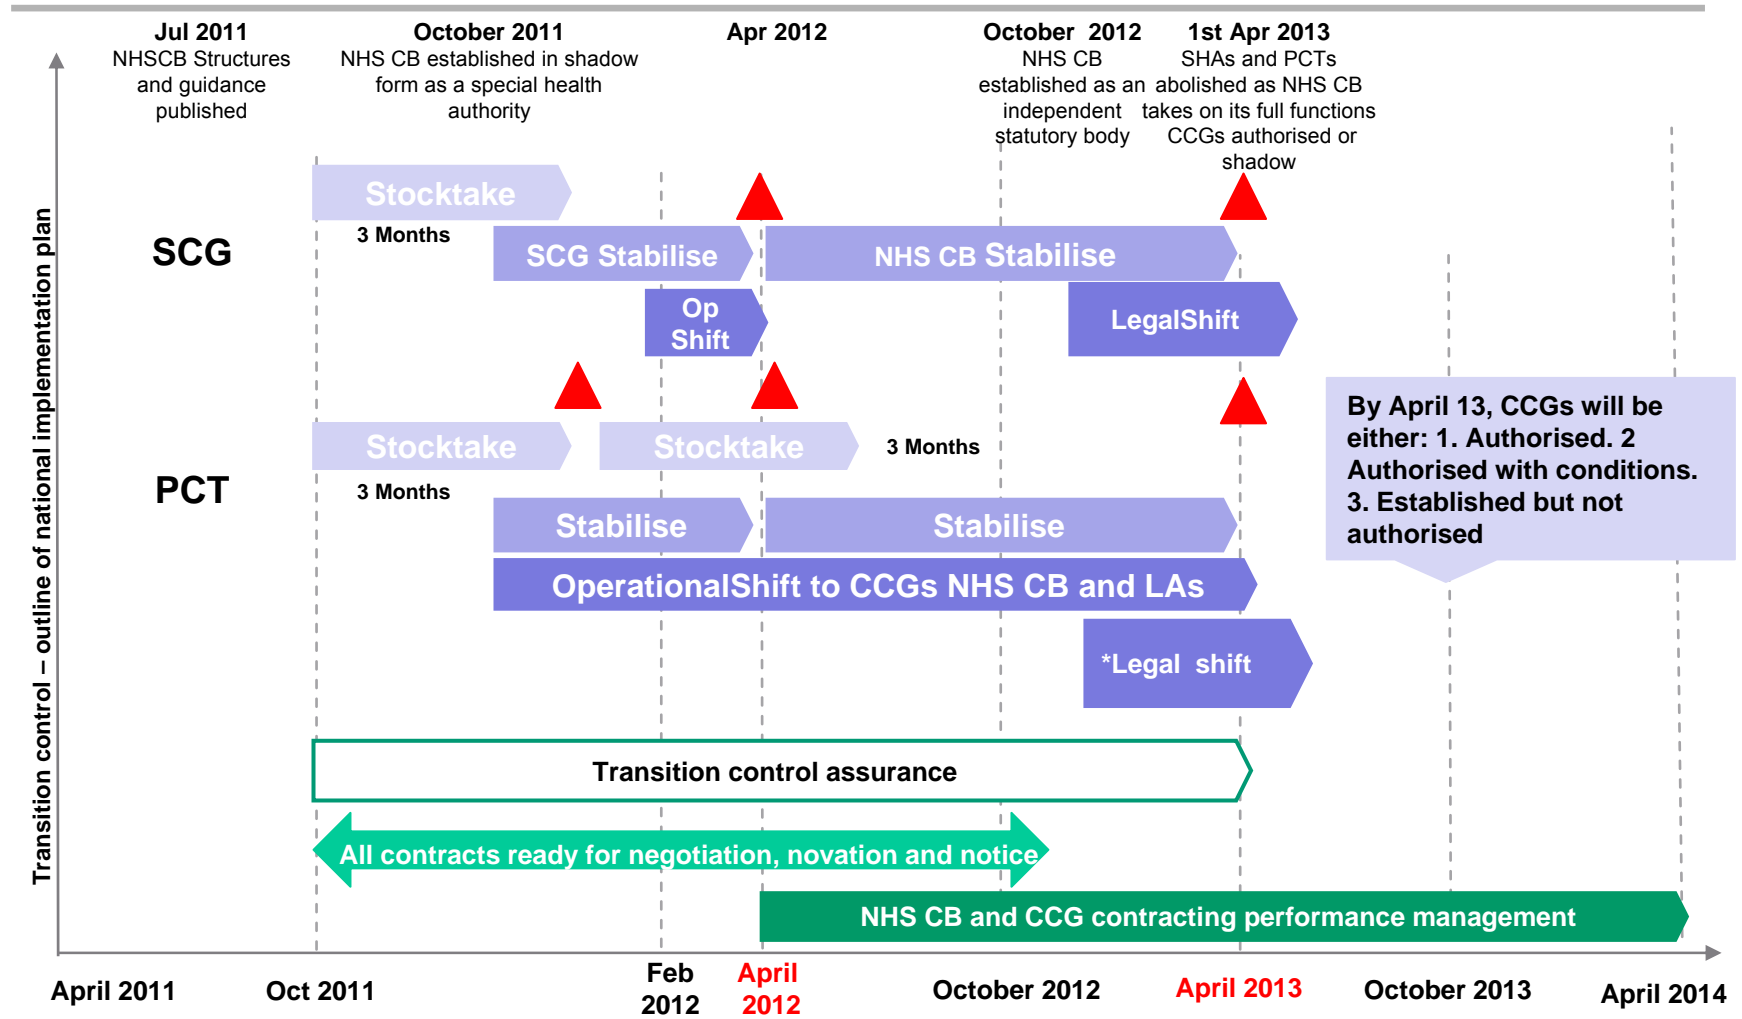 Jul 2011
NHSCB Structures
and guidance
published
October 2011
NHS CB established in shadow
form as a special health
authority
Apr 2012
October 2012
NHS CB
established as an
independent
statutory body
1st Apr 2013
SHAs and PCTs
abolished as NHS CB
takes on its full functions
CCGs authorised or
shadow
Transition control – outline of national implementation plan
SCG
Stocktake
3 Months
SCG Stabilise
NHS CB Stabilise
Op
Shift
LegalShift
PCT
Stocktake
3 Months
Stocktake
3 Months
Stabilise
Stabilise
OperationalShift to CCGs NHS CB and LAs
*Legal shift
By April 13, CCGs will be
either: 1. Authorised. 2
Authorised with conditions.
3. Established but not
authorised
Transition control assurance
All contracts ready for negotiation, novation and notice
NHS CB and CCG contracting performance management
April 2011
Oct 2011
Feb
2012
April
2012
October 2012
April 2013
October 2013
April 2014